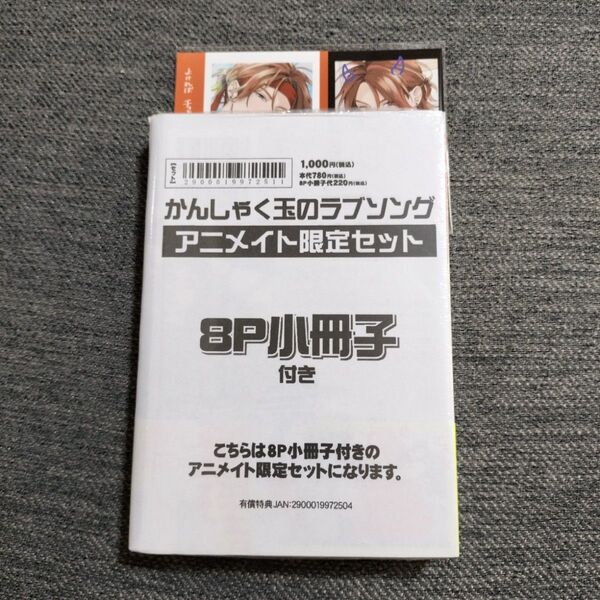 【アニメ】
2900019972511
1,000円(税込)
本代780円(税込)
8P小冊子代220円(税込)
かんしゃく玉のラブソング
アニメイト限定セット
8P小冊子
付き
こちらは8P小冊子付きの
アニメイト限定セットになります。
有償特典JAN:2900019972504